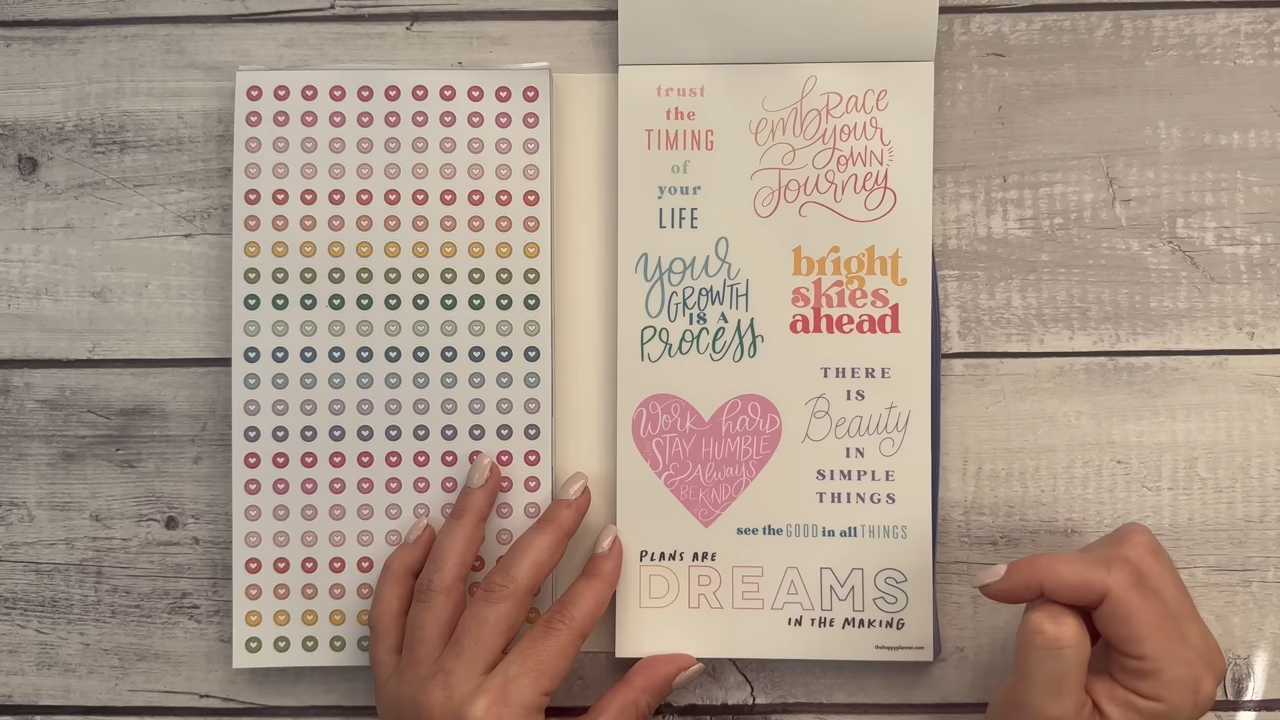 trust
the
TIMING
of
your
LIFE
embrace
your
OWN
Journey
your
GROWTH
IS A
Process
bright
skies
ahead
Work hard
STAY HUMBLE
& Always
BE KIND
THERE
IS
Beauty
IN
SIMPLE
THINGS
see the GOOD in all THINGS
PLANS ARE
DREAMS
IN THE MAKING
thehappyplanner.com